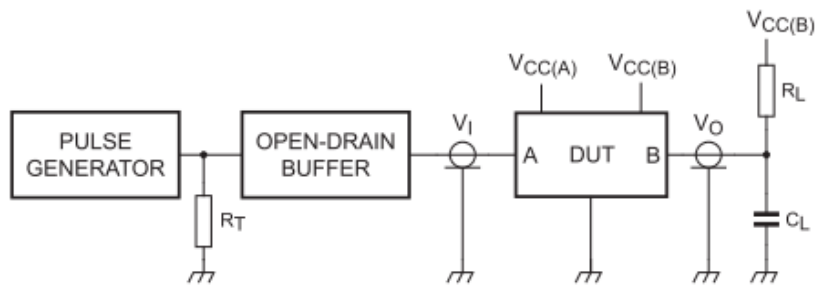 VCC(B)
VCC(A)
VCC(B)
RL
PULSE
GENERATOR
OPEN-DRAIN
BUFFER
VI
A
DUT
B
VO
RT
CL